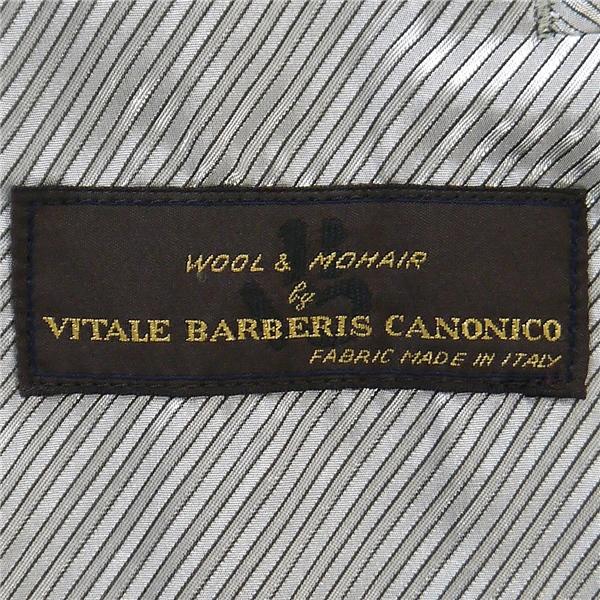 WOOL & MOHAIR
by
VITALE BARBERIS CANONICO
FABRIC MADE IN ITALY